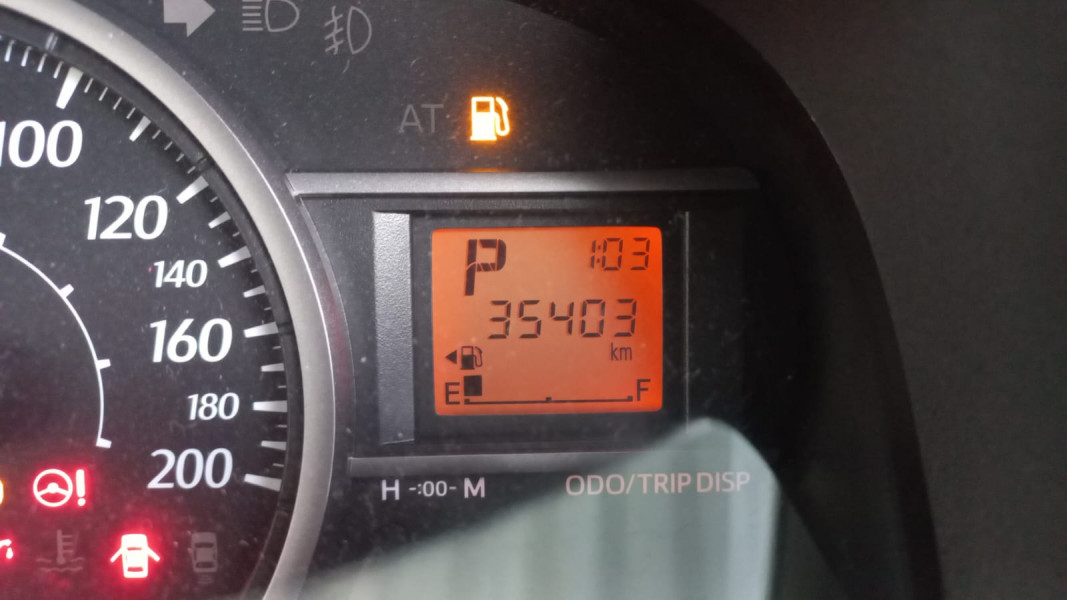 AT
100
120
140
160
180
200
P 1:03
35403
km
E F
H -:00- M ODO/TRIP DISP